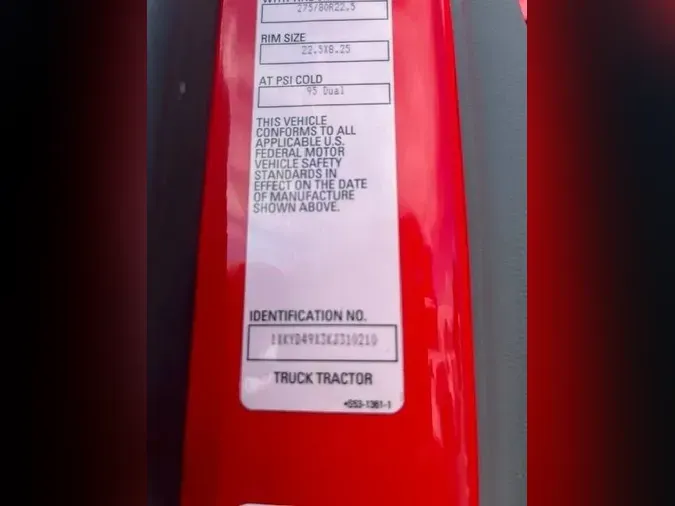 275/80R22.5
RIM SIZE
22.5X8.25
AT PSI COLD
95 Dual
THIS VEHICLE
CONFORMS TO ALL
APPLICABLE U.S.
FEDERAL MOTOR
VEHICLE SAFETY
STANDARDS IN
EFFECT ON THE DATE
OF MANUFACTURE
SHOWN ABOVE.
IDENTIFICATION NO.
1XKYD49X3KJ310210
TRUCK TRACTOR